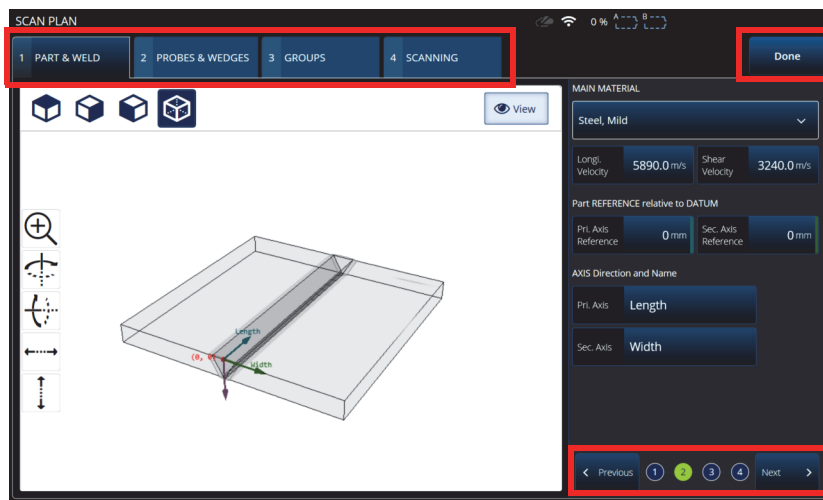 SCAN PLAN
0 % A B
1 PART & WELD 2 PROBES & WEDGES 3 GROUPS 4 SCANNING Done
View
MAIN MATERIAL
Steel, Mild
Longi. Velocity 5890.0 m/s Shear Velocity 3240.0 m/s
Part REFERENCE relative to DATUM
Pri. Axis Reference 0 mm Sec. Axis Reference 0 mm
AXIS Direction and Name
Pri. Axis Length
Sec. Axis Width
Length
(0, 0)
Width
Previous 1 2 3 4 Next